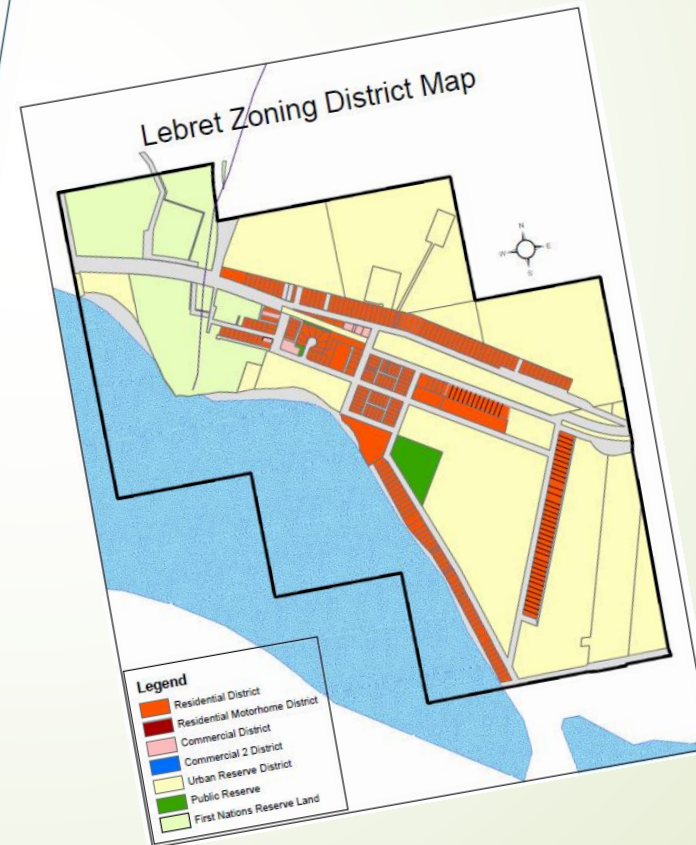 Lebret Zoning District Map
N
W
E
S
Legend
Residential District
Residential Motorhome District
Commercial District
Commercial 2 District
Urban Reserve District
Public Reserve
First Nations Reserve Land